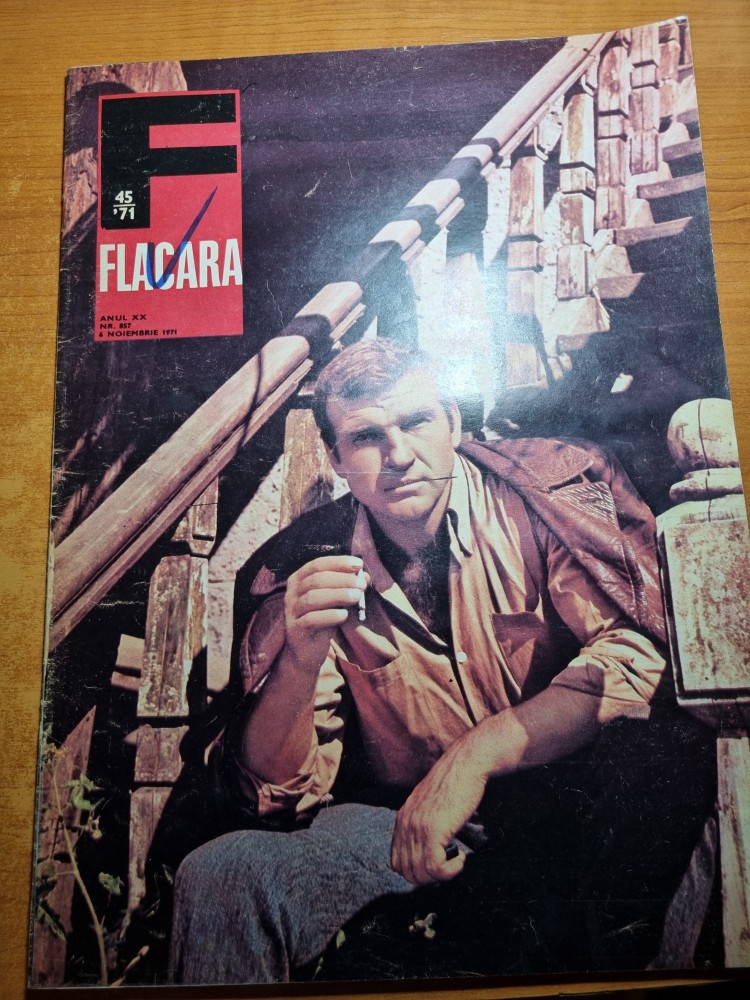 F
45
'71
FLACARA
ANUL XX
NR. 857
6 NOIEMBRIE 1971